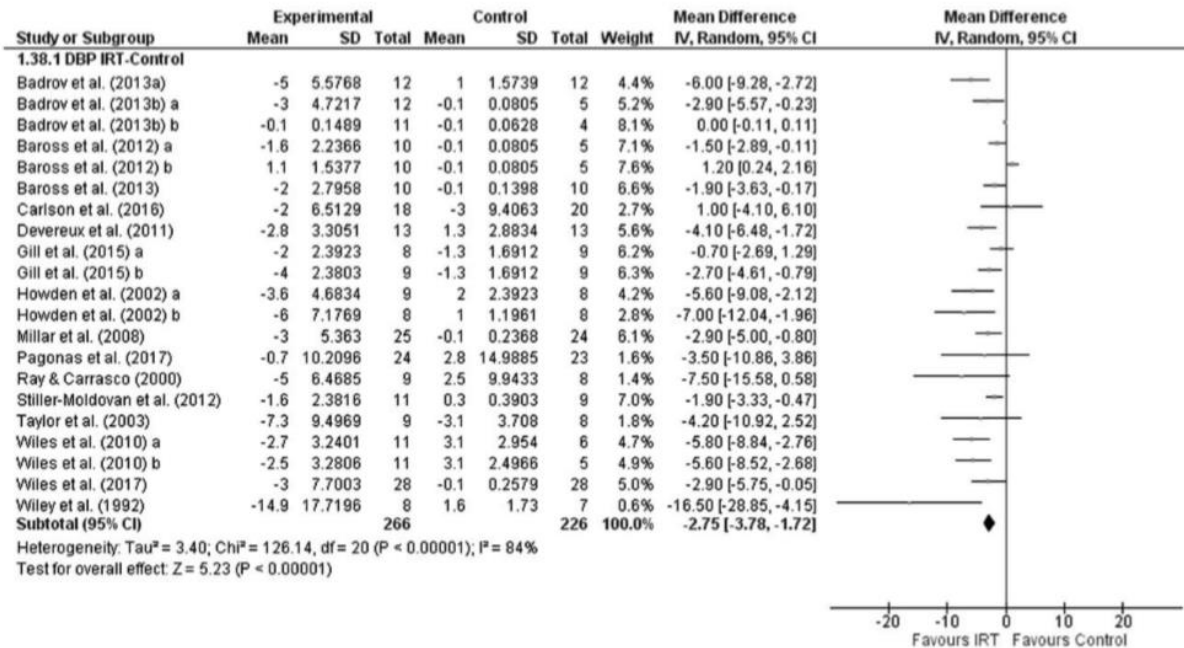 Experimental Control Mean Difference Mean Difference
Study or Subgroup Mean SD Total Mean SD Total Weight IV, Random, 95% CI IV, Random, 95% CI
1.38.1 DBP IRT-Control
Badrov et al. (2013a) -5 5.5768 12 1 1.5739 12 4.4% -6.00 [-9.28, -2.72]
Badrov et al. (2013b) a -3 4.7217 12 -0.1 0.0805 5 5.2% -2.90 [-5.57, -0.23]
Badrov et al. (2013b) b -0.1 0.1489 11 -0.1 0.0628 4 8.1% 0.00 [-0.11, 0.11]
Baross et al. (2012) a -1.6 2.2366 10 -0.1 0.0805 5 7.1% -1.50 [-2.89, -0.11]
Baross et al. (2012) b 1.1 1.5377 10 -0.1 0.0805 5 7.6% 1.20 [0.24, 2.16]
Baross et al. (2013) -2 2.7958 10 -0.1 0.1398 10 6.6% -1.90 [-3.63, -0.17]
Carlson et al. (2016) -2 6.5129 18 -3 9.4063 20 2.7% 1.00 [-4.10, 6.10]
Devereux et al. (2011) -2.8 3.3051 13 1.3 2.8834 13 5.6% -4.10 [-6.48, -1.72]
Gill et al. (2015) a -2 2.3923 8 -1.3 1.6912 9 6.2% -0.70 [-2.69, 1.29]
Gill et al. (2015) b -4 2.3803 9 -1.3 1.6912 9 6.3% -2.70 [-4.61, -0.79]
Howden et al. (2002) a -3.6 4.6834 9 2 2.3923 8 4.2% -5.60 [-9.08, -2.12]
Howden et al. (2002) b -6 7.1769 8 1 1.1961 8 2.8% -7.00 [-12.04, -1.96]
Millar et al. (2008) -3 5.363 25 -0.1 0.2368 24 6.1% -2.90 [-5.00, -0.80]
Pagonas et al. (2017) -0.7 10.2096 24 2.8 14.9885 23 1.6% -3.50 [-10.86, 3.86]
Ray & Carrasco (2000) -5 6.4685 9 2.5 9.9433 8 1.4% -7.50 [-15.58, 0.58]
Stiller-Moldovan et al. (2012) -1.6 2.3816 11 0.3 0.3903 9 7.0% -1.90 [-3.33, -0.47]
Taylor et al. (2003) -7.3 9.4969 9 -3.1 3.708 8 1.8% -4.20 [-10.92, 2.52]
Wiles et al. (2010) a -2.7 3.2401 11 3.1 2.954 6 4.7% -5.80 [-8.84, -2.76]
Wiles et al. (2010) b -2.5 3.2806 11 3.1 2.4966 5 4.9% -5.60 [-8.52, -2.68]
Wiles et al. (2017) -3 7.7003 28 -0.1 0.2579 28 5.0% -2.90 [-5.75, -0.05]
Wiley et al. (1992) -14.9 17.7196 8 1.6 1.73 7 0.6% -16.50 [-28.85, -4.15]
Subtotal (95% CI) 266 226 100.0% -2.75 [-3.78, -1.72]
Heterogeneity: Tau² = 3.40; Chi² = 126.14, df = 20 (P < 0.00001); I² = 84%
Test for overall effect: Z = 5.23 (P < 0.00001)
-20 -10 0 10 20
Favours IRT Favours Control